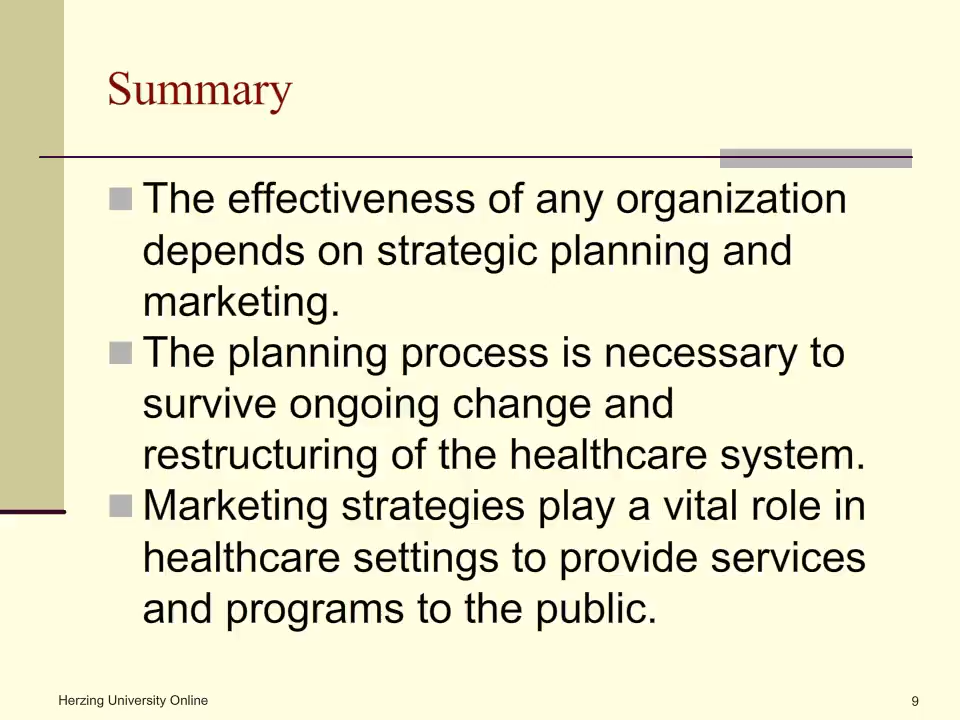 Summary
The effectiveness of any organization
depends on strategic planning and
marketing.
The planning process is necessary to
survive ongoing change and
restructuring of the healthcare system.
Marketing strategies play a vital role in
healthcare settings to provide services
and programs to the public.
Herzing University Online
9